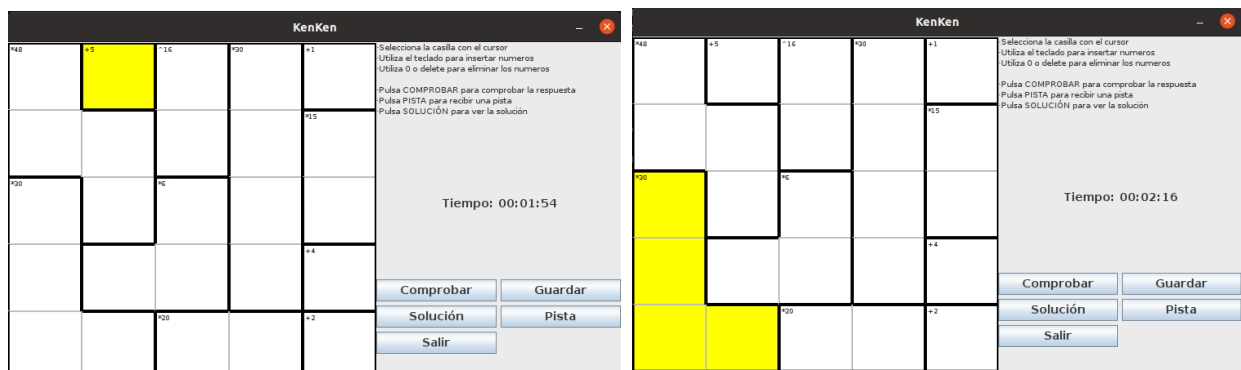 KenKen
*48 +5 ^16 *30 +1
·Selecciona la casilla con el cursor
·Utiliza el teclado para insertar numeros
·Utiliza 0 o delete para eliminar los numeros
·Pulsa COMPROBAR para comprobar la respuesta
·Pulsa PISTA para recibir una pista
·Pulsa SOLUCIÓN para ver la solución
*15
*30 *6
Tiempo: 00:01:54
+4
Comprobar Guardar
*20 +2
Solución Pista
Salir
KenKen
*48 +5 ^16 *30 +1
·Selecciona la casilla con el cursor
·Utiliza el teclado para insertar numeros
·Utiliza 0 o delete para eliminar los numeros
·Pulsa COMPROBAR para comprobar la respuesta
·Pulsa PISTA para recibir una pista
·Pulsa SOLUCIÓN para ver la solución
*15
*30 *6
Tiempo: 00:02:16
+4
Comprobar Guardar
*20 +2
Solución Pista
Salir